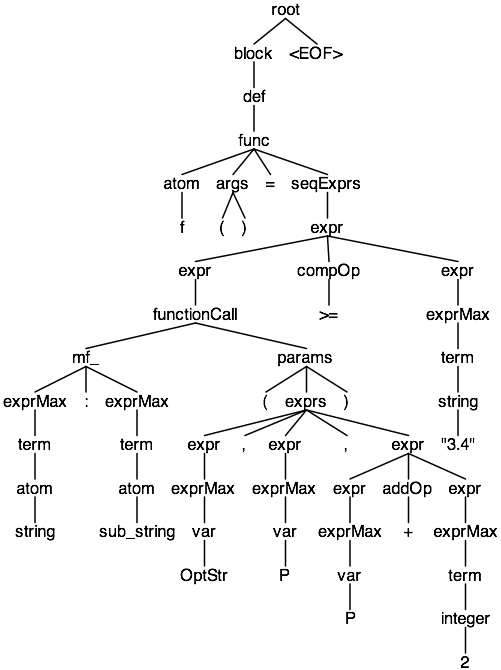 root
block <EOF>
def
func
atom args = seqExprs
f ( ) expr
expr compOp expr
functionCall >= exprMax
mf_ params term
exprMax : exprMax ( exprs ) string
term term expr , expr , expr "3.4"
atom atom exprMax exprMax expr addOp expr
string sub_string var var exprMax + exprMax
OptStr P var term
P integer
2